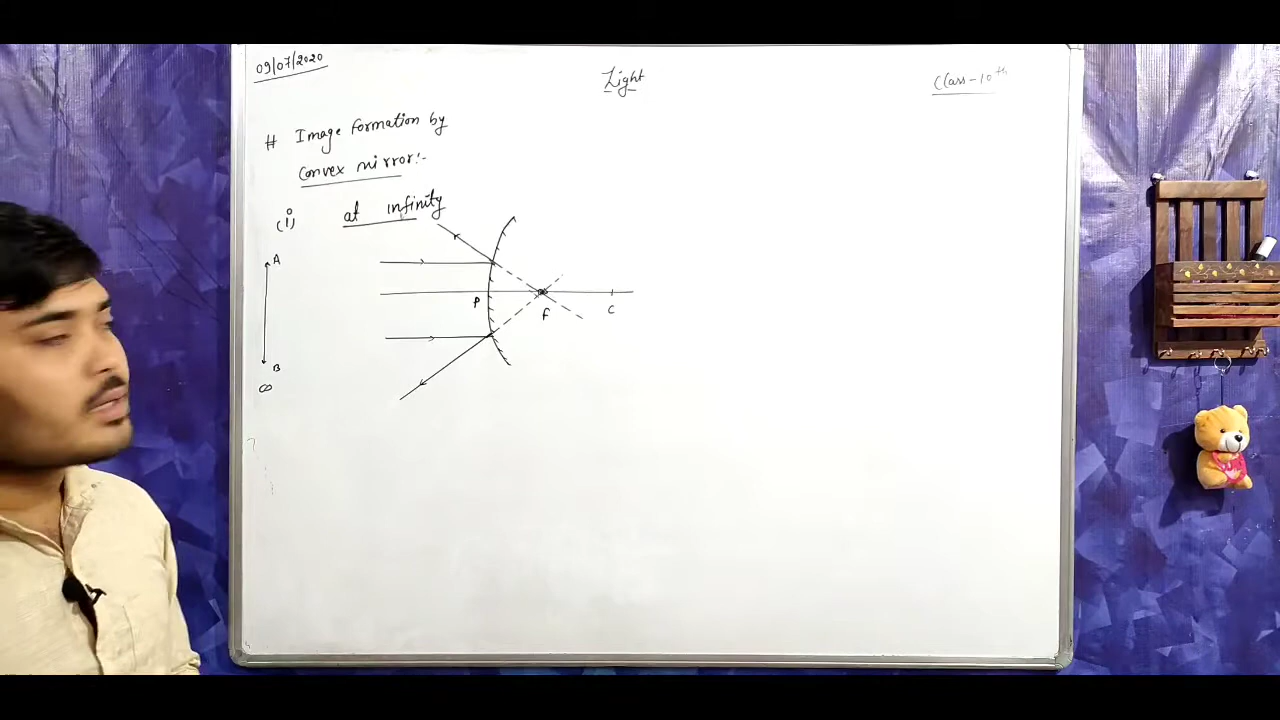 09/07/2020
Light
Class-10th
# Image formation by
Convex mirror:-
(i) at infinity
A
P
F
C
B
∞